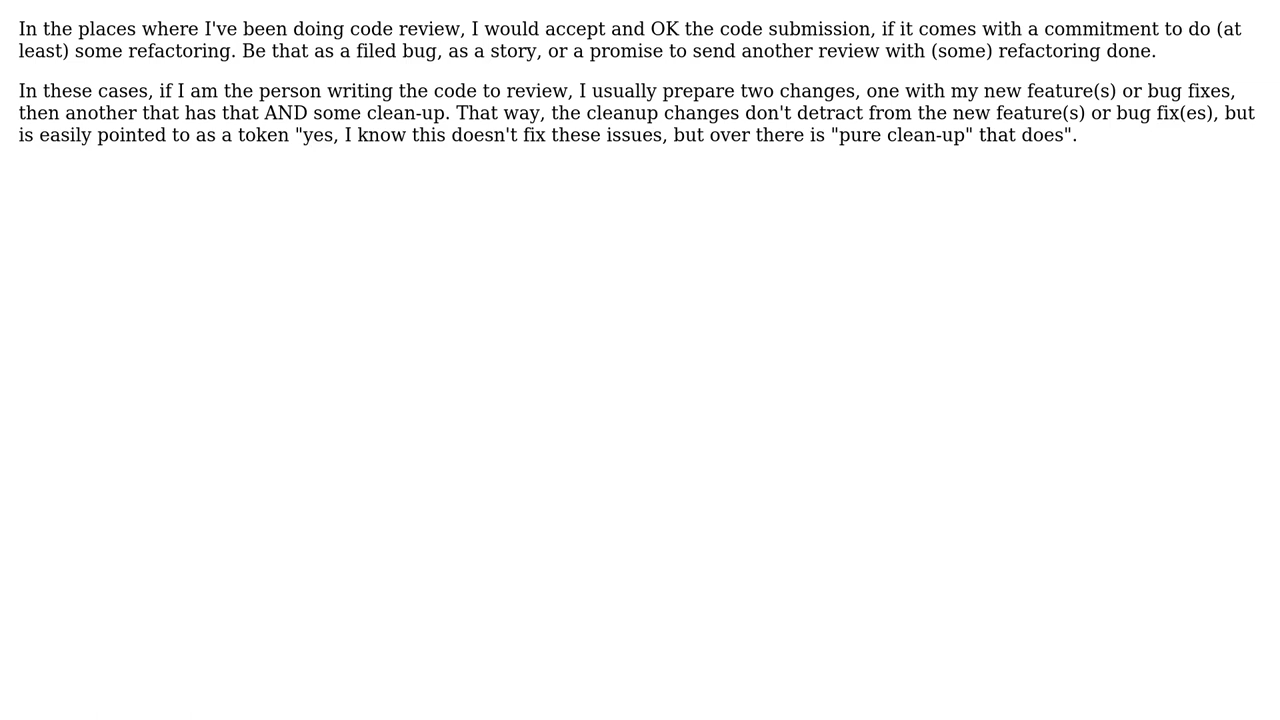 In the places where I've been doing code review, I would accept and OK the code submission, if it comes with a commitment to do (at
least) some refactoring. Be that as a filed bug, as a story, or a promise to send another review with (some) refactoring done.
In these cases, if I am the person writing the code to review, I usually prepare two changes, one with my new feature(s) or bug fixes,
then another that has that AND some clean-up. That way, the cleanup changes don't detract from the new feature(s) or bug fix(es), but
is easily pointed to as a token "yes, I know this doesn't fix these issues, but over there is "pure clean-up" that does".